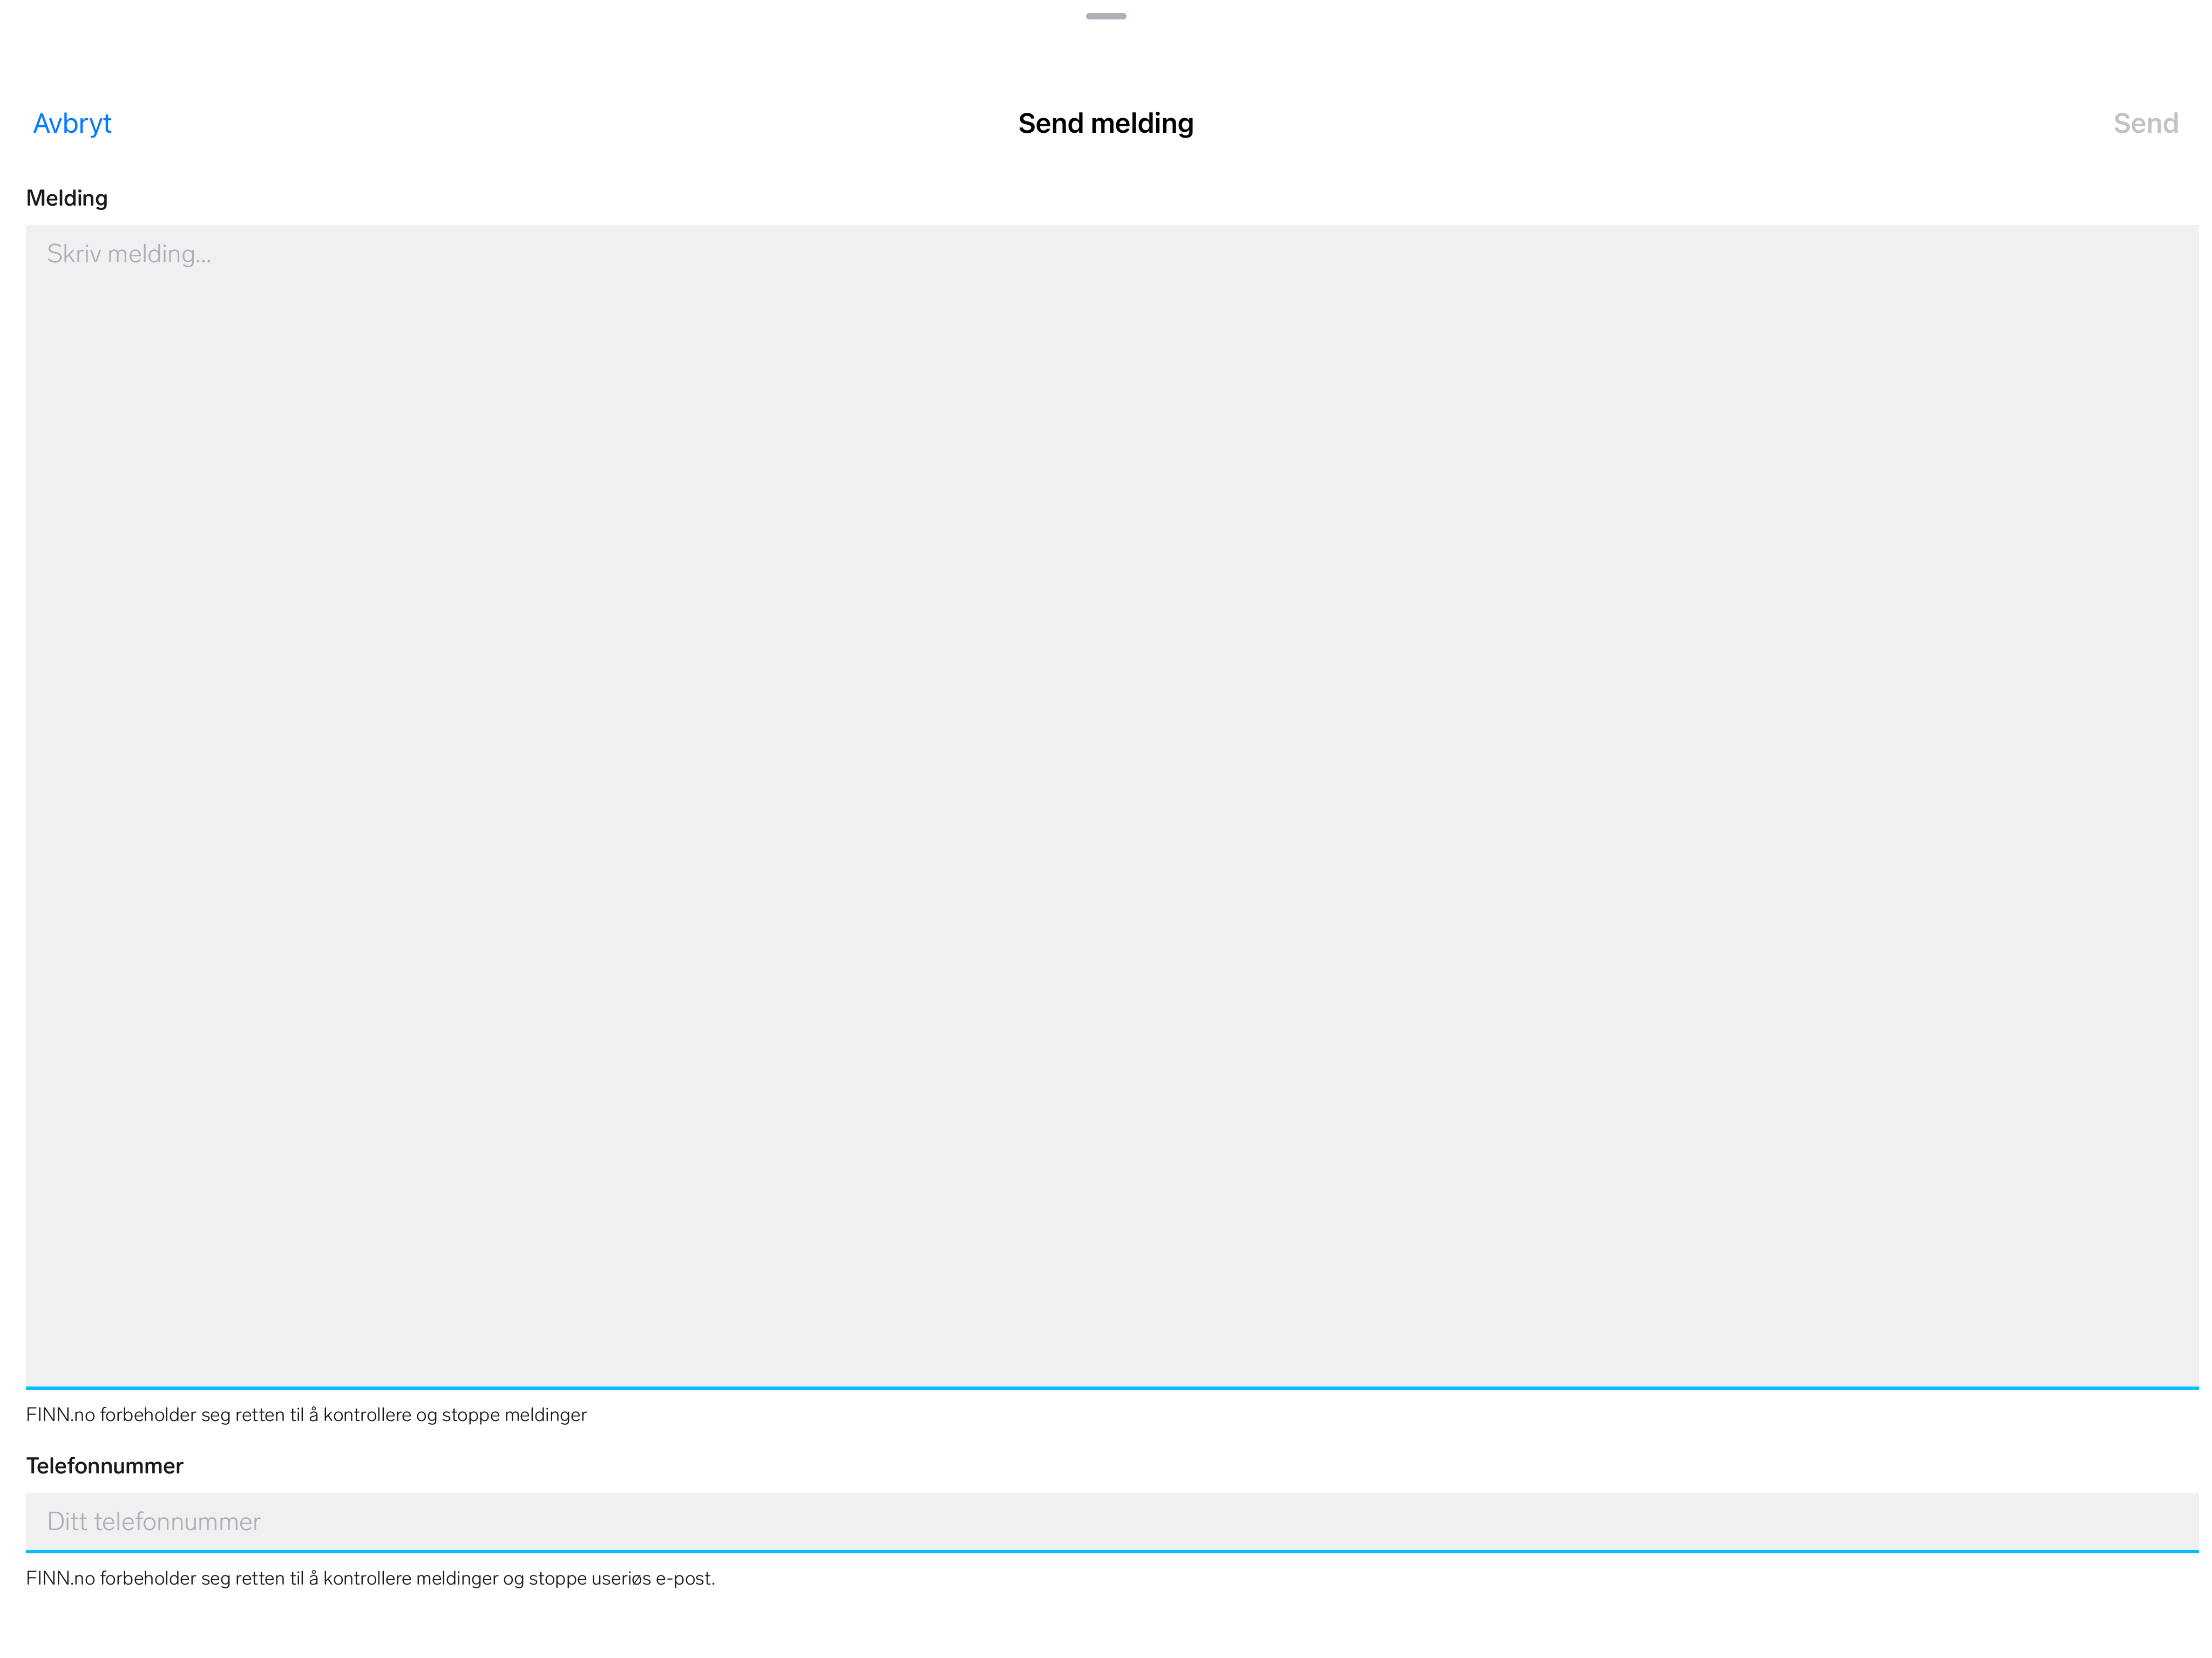 Avbryt
Send melding
Send
Melding
Skriv melding...
FINN.no forbeholder seg retten til å kontrollere og stoppe meldinger
Telefonnummer
Ditt telefonnummer
FINN.no forbeholder seg retten til å kontrollere meldinger og stoppe useriøs e-post.